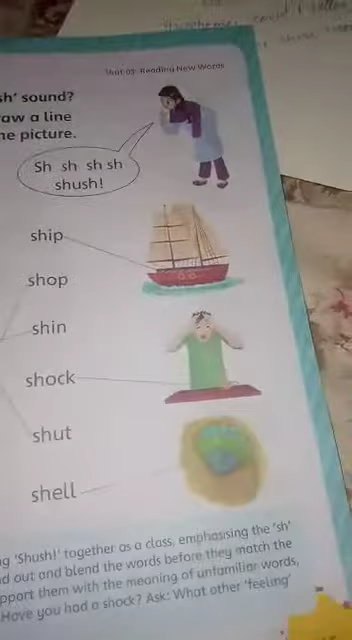 Unit 03: Reading New Words
sh' sound?
aw a line
he picture.
Sh sh sh sh
shush!
ship
shop
shin
shock
shut
shell
g 'Shush!' together as a class, emphasising the 'sh'
d out and blend the words before they match the
pport them with the meaning of unfamiliar words,
Have you had a shock? Ask: What other 'feeling'